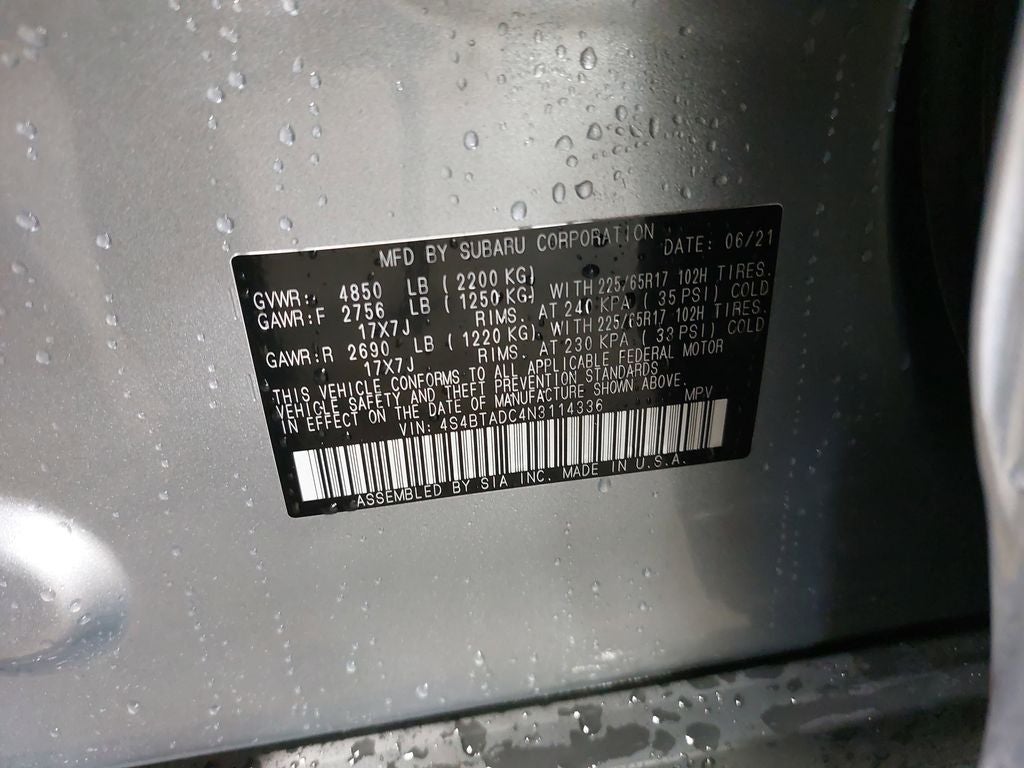 MFD BY SUBARU CORPORATION DATE: 06/21
GVWR: 4850 LB ( 2200 KG)
GAWR:F 2756 LB ( 1250 KG) WITH 225/65R17 102H TIRES.
17X7J RIMS. AT 240 KPA ( 35 PSI) COLD
GAWR:R 2690 LB ( 1220 KG) WITH 225/65R17 102H TIRES.
17X7J RIMS. AT 230 KPA ( 33 PSI) COLD
THIS VEHICLE CONFORMS TO ALL APPLICABLE FEDERAL MOTOR
VEHICLE SAFETY AND THEFT PREVENTION STANDARDS
IN EFFECT ON THE DATE OF MANUFACTURE SHOWN ABOVE.
VIN: 4S4BTADC4N3114336 MPV
ASSEMBLED BY SIA INC. MADE IN U.S.A.